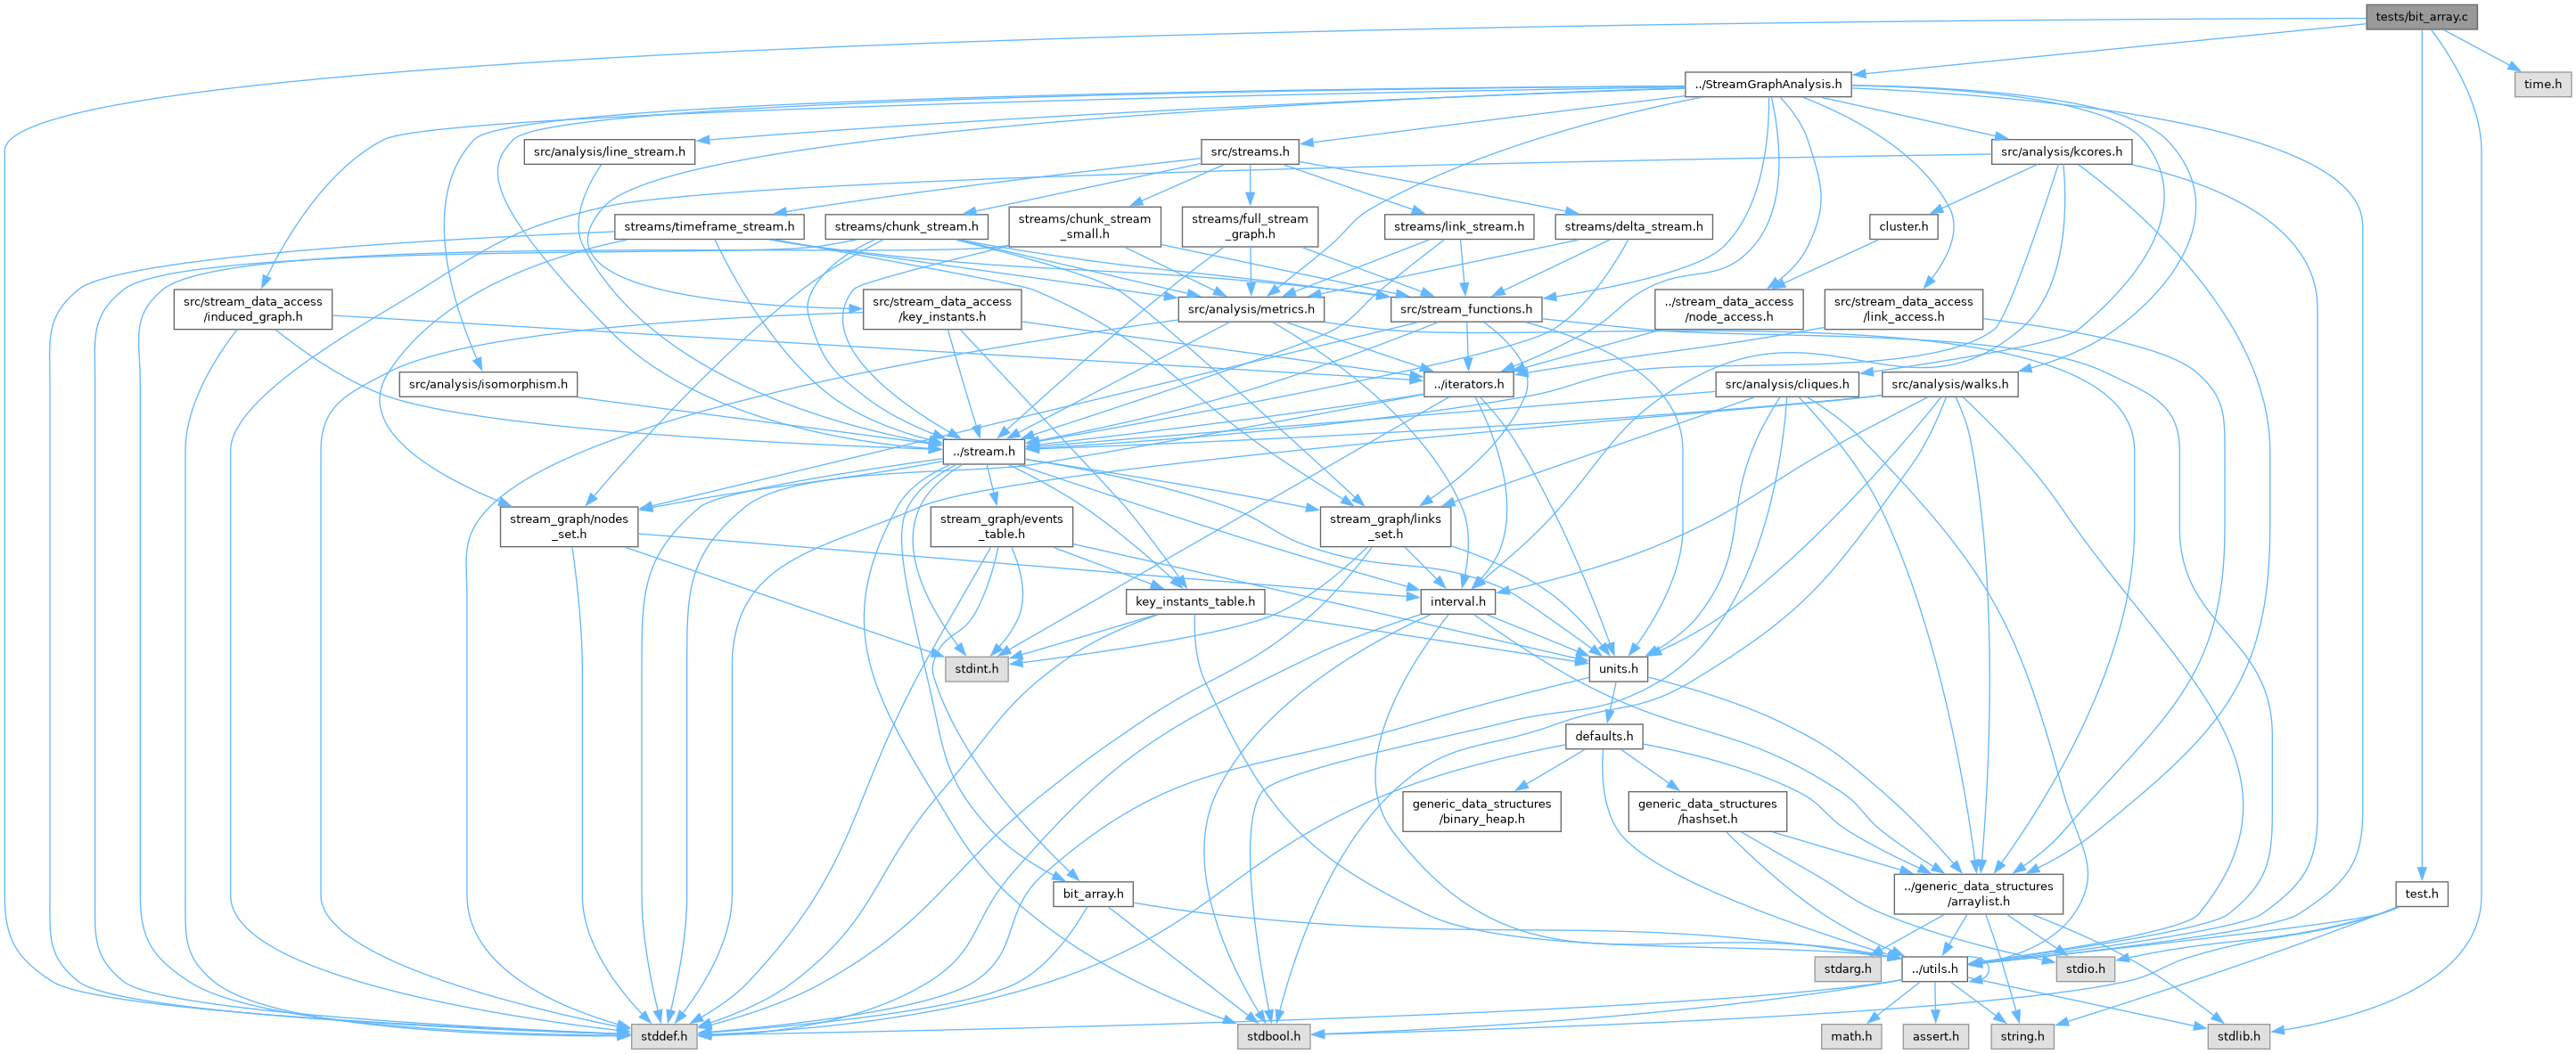 tests/bit_array.c
../StreamGraphAnalysis.h
time.h
src/analysis/line_stream.h
src/streams.h
src/analysis/kcores.h
streams/timeframe_stream.h
streams/chunk_stream.h
streams/chunk_stream
_small.h
streams/full_stream
_graph.h
streams/link_stream.h
streams/delta_stream.h
cluster.h
src/stream_data_access
/induced_graph.h
src/stream_data_access
/key_instants.h
src/analysis/metrics.h
src/stream_functions.h
../stream_data_access
/node_access.h
src/stream_data_access
/link_access.h
src/analysis/isomorphism.h
../iterators.h
src/analysis/cliques.h
src/analysis/walks.h
../stream.h
stream_graph/nodes
_set.h
stream_graph/events
_table.h
stream_graph/links
_set.h
key_instants_table.h
interval.h
stdint.h
units.h
defaults.h
generic_data_structures
/binary_heap.h
generic_data_structures
/hashset.h
bit_array.h
../generic_data_structures
/arraylist.h
test.h
stdarg.h
../utils.h
stdio.h
stddef.h
stdbool.h
math.h
assert.h
string.h
stdlib.h